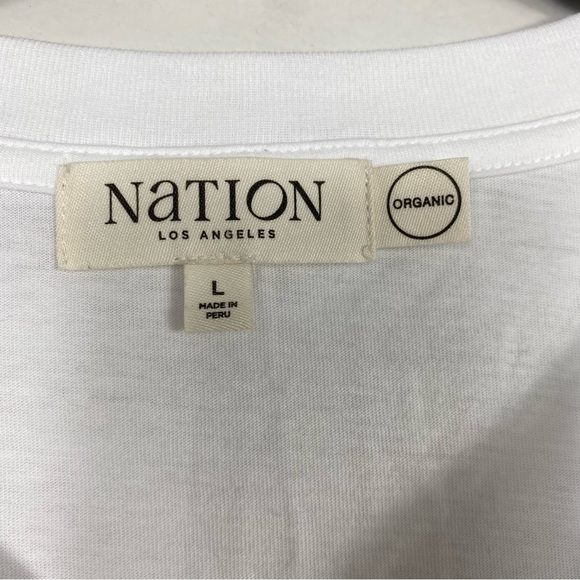 NaTION
LOS ANGELES
ORGANIC
L
MADE IN
PERU